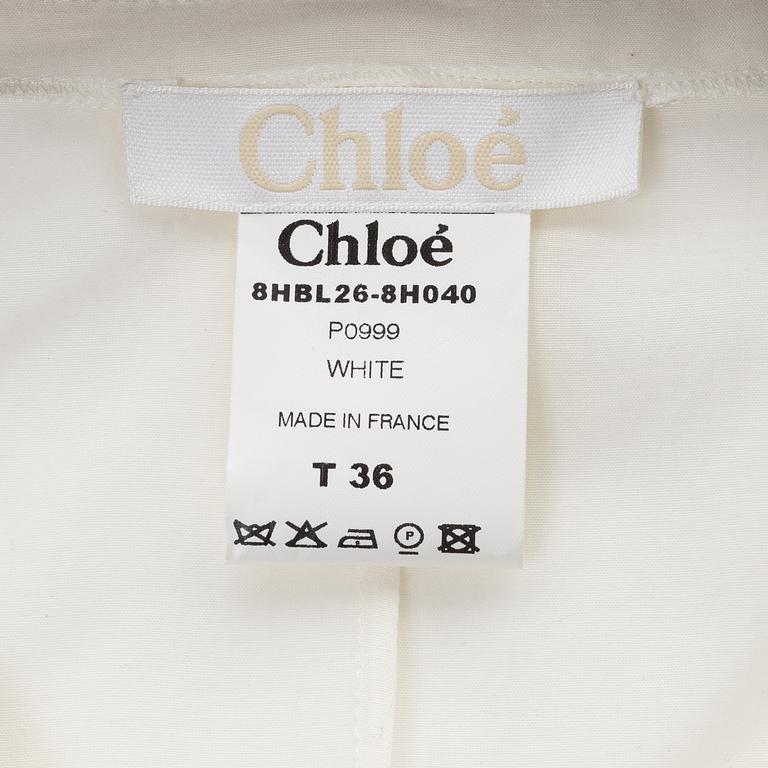 Chloé
Chloé
8HBL26-8H040
P0999
WHITE
MADE IN FRANCE
T 36
P